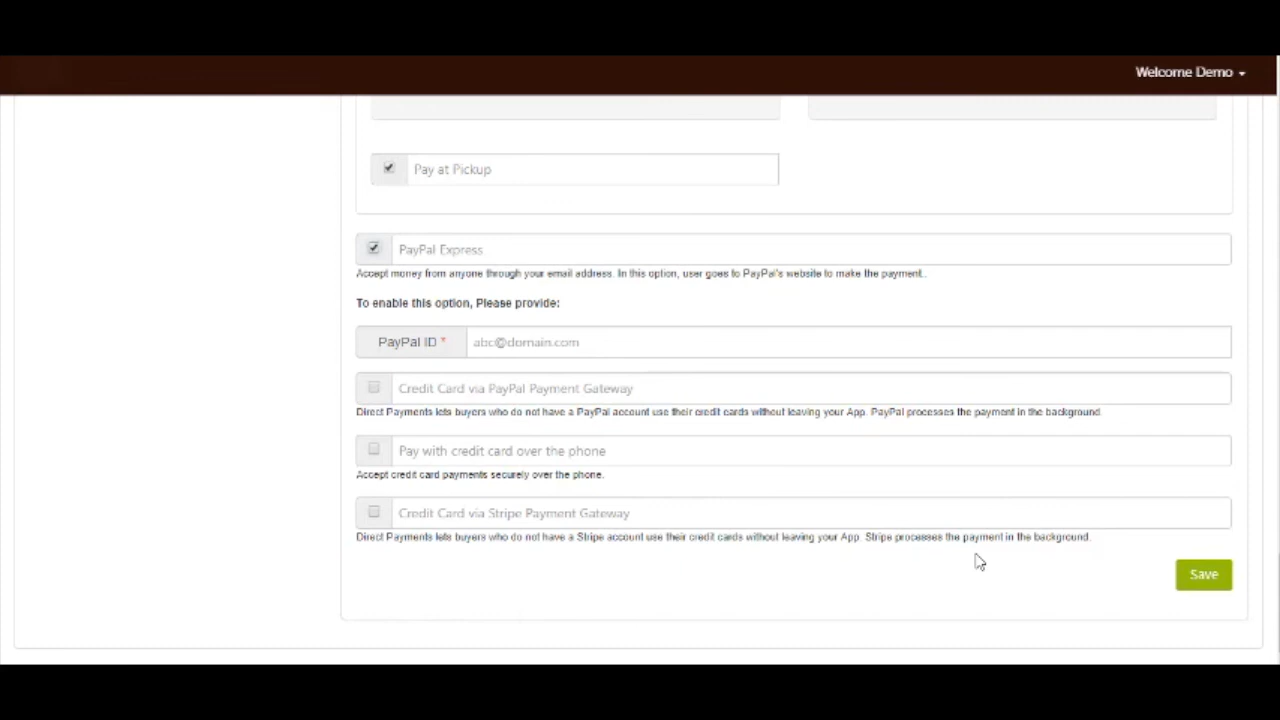 Welcome Demo
Pay at Pickup
PayPal Express
Accept money from anyone through your email address. In this option, user goes to PayPal's website to make the payment..
To enable this option, Please provide:
PayPal ID *
abc@domain.com
Credit Card via PayPal Payment Gateway
Direct Payments lets buyers who do not have a PayPal account use their credit cards without leaving your App. PayPal processes the payment in the background.
Pay with credit card over the phone
Accept credit card payments securely over the phone.
Credit Card via Stripe Payment Gateway
Direct Payments lets buyers who do not have a Stripe account use their credit cards without leaving your App. Stripe processes the payment in the background.
Save